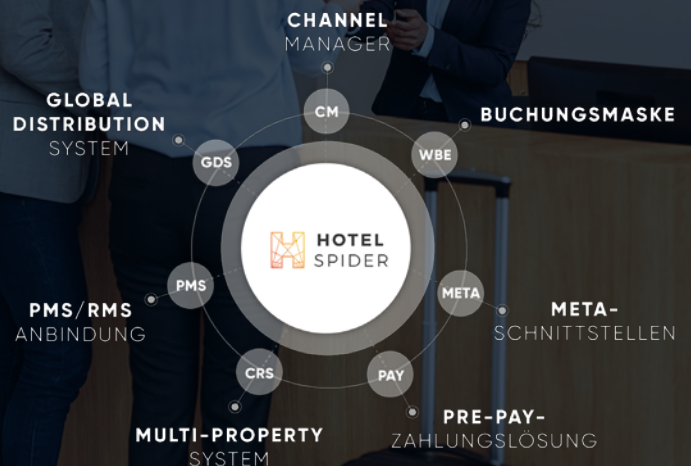 CHANNEL
MANAGER
CM
GLOBAL
DISTRIBUTION
SYSTEM
GDS
BUCHUNGSMASKE
WBE
HOTEL
SPIDER
PMS
PMS/RMS
ANBINDUNG
META
META-
SCHNITTSTELLEN
CRS
MULTI-PROPERTY
SYSTEM
PAY
PRE-PAY-
ZAHLUNGSLÖSUNG